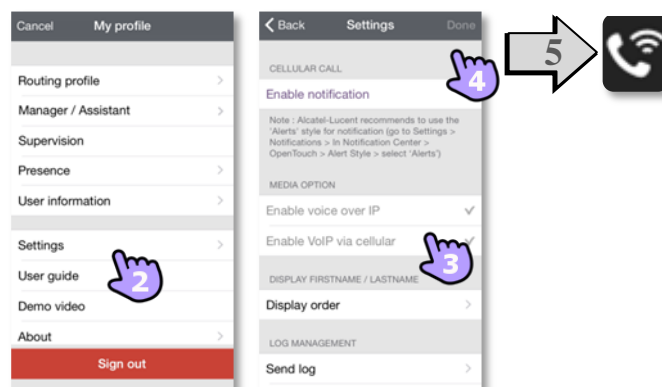 Cancel My profile
Routing profile
Manager / Assistant
Supervision
Presence
User information
Settings
User guide
2
Demo video
About
Sign out
Back Settings Done
CELLULAR CALL
4
Enable notification
Note : Alcatel-Lucent recommends to use the
'Alerts' style for notification (go to Settings >
Notifications > In Notification Center >
OpenTouch > Alert Style > select 'Alerts')
MEDIA OPTION
Enable voice over IP
Enable VoIP via cellular
3
DISPLAY FIRSTNAME / LASTNAME
Display order
LOG MANAGEMENT
Send log
5